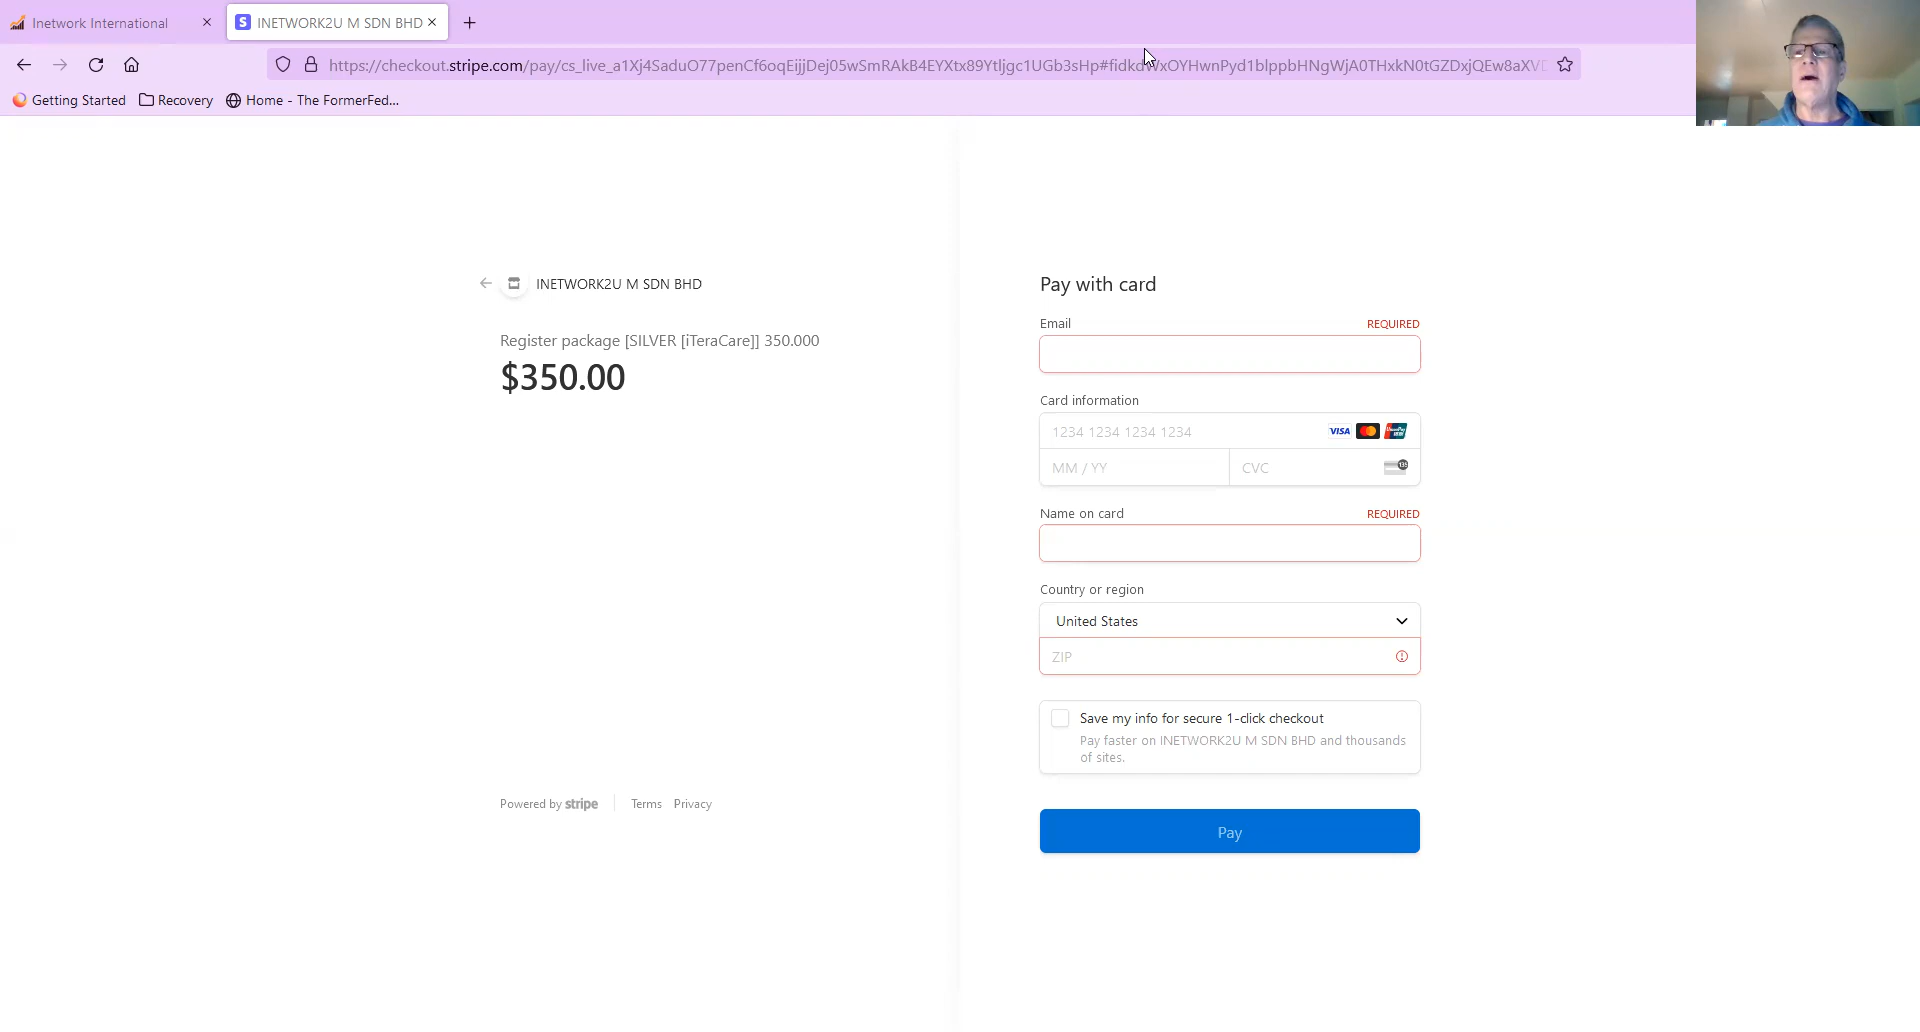 Inetwork International
INETWORK2U M SDN BHD
https://checkout.stripe.com/pay/cs_live_a1Xj4SaduO77penCf6oqEijjDej05wSmRAkB4EYXtx89YtlJgc1UGb3sHp#fidkdWxOYHwnPyd1blppbHNgWjA0THxkN0tGZDxjQEw8aXVD
Getting Started
Recovery
Home - The FormerFed...
INETWORK2U M SDN BHD
Register package [SILVER [iTeraCare]] 350.000
$350.00
Powered by stripe
Terms
Privacy
Pay with card
Email
REQUIRED
Card information
1234 1234 1234 1234
VISA
MM / YY
CVC
135
Name on card
REQUIRED
Country or region
United States
ZIP
Save my info for secure 1-click checkout
Pay faster on INETWORK2U M SDN BHD and thousands
of sites.
Pay